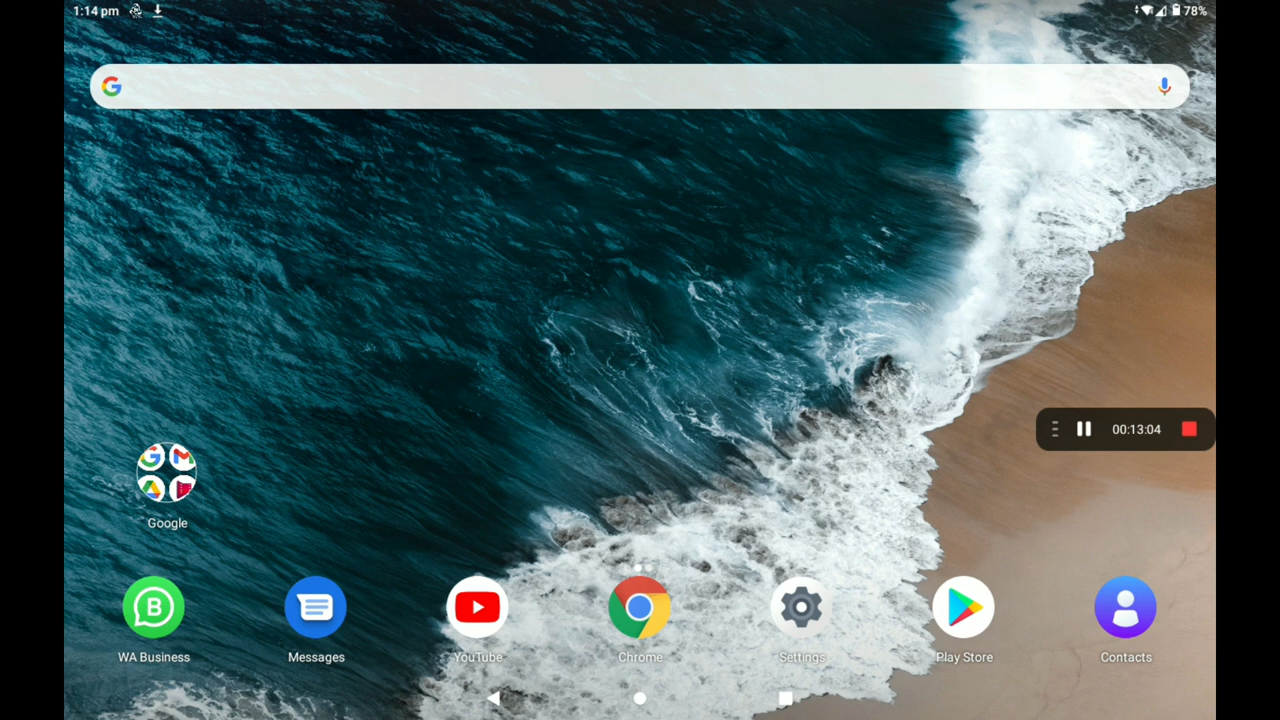 1:14 pm
78%
00:13:04
Google
WA Business
Messages
YouTube
Chrome
Settings
Play Store
Contacts